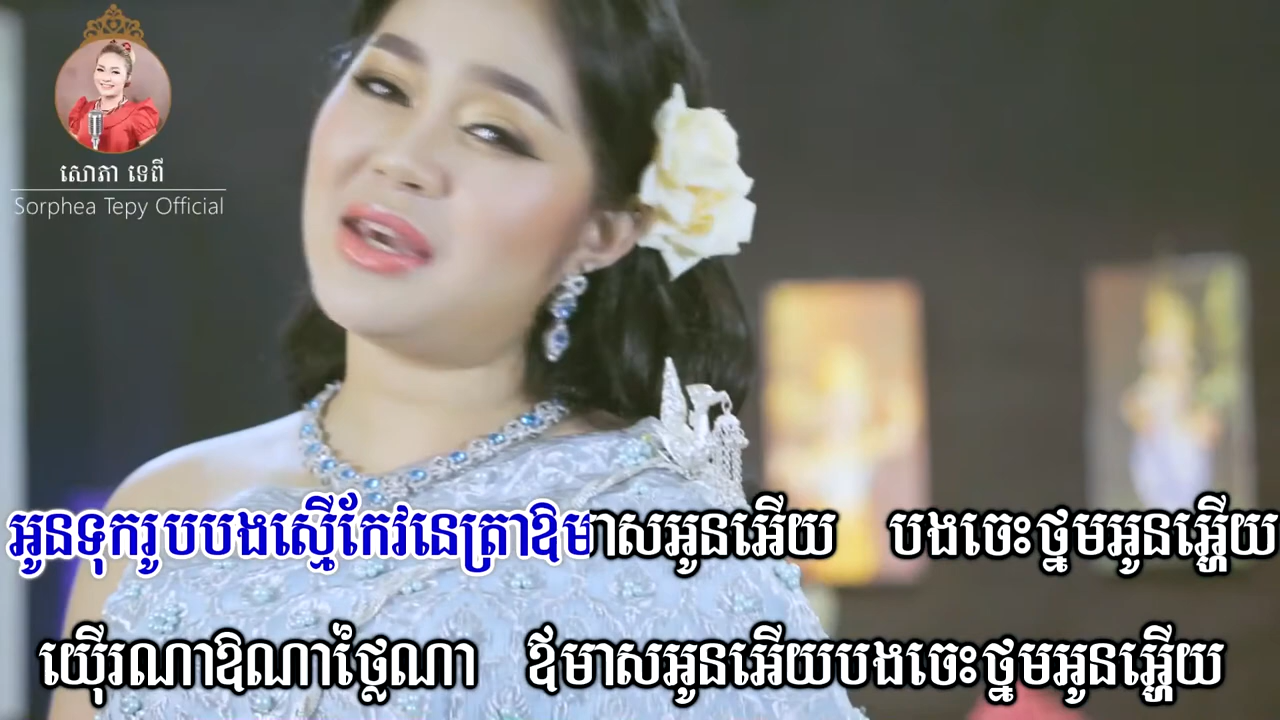 សោភា ទេពី
Sorphea Tepy Official
អូនទុករូបបងស្មើកែវនេត្រាឱមាសអូនអើយ បងចេះថ្នមអូនអ្ហើយ
យ៉ើរណាឱណាថ្លៃណា ឪមាសអូនអើយបងចេះថ្នមអូនអ្ហើយ